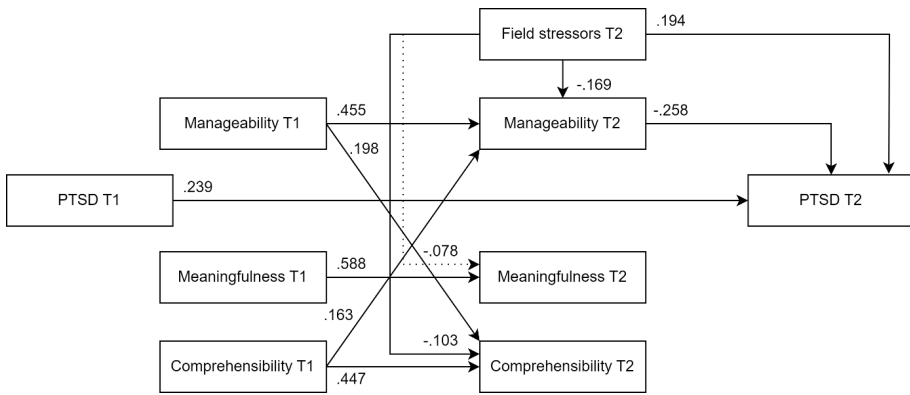 Field stressors T2
.194
-.169
Manageability T1
.455
Manageability T2
-.258
.198
PTSD T1
.239
PTSD T2
-.078
Meaningfulness T1
.588
Meaningfulness T2
.163
-.103
Comprehensibility T1
.447
Comprehensibility T2